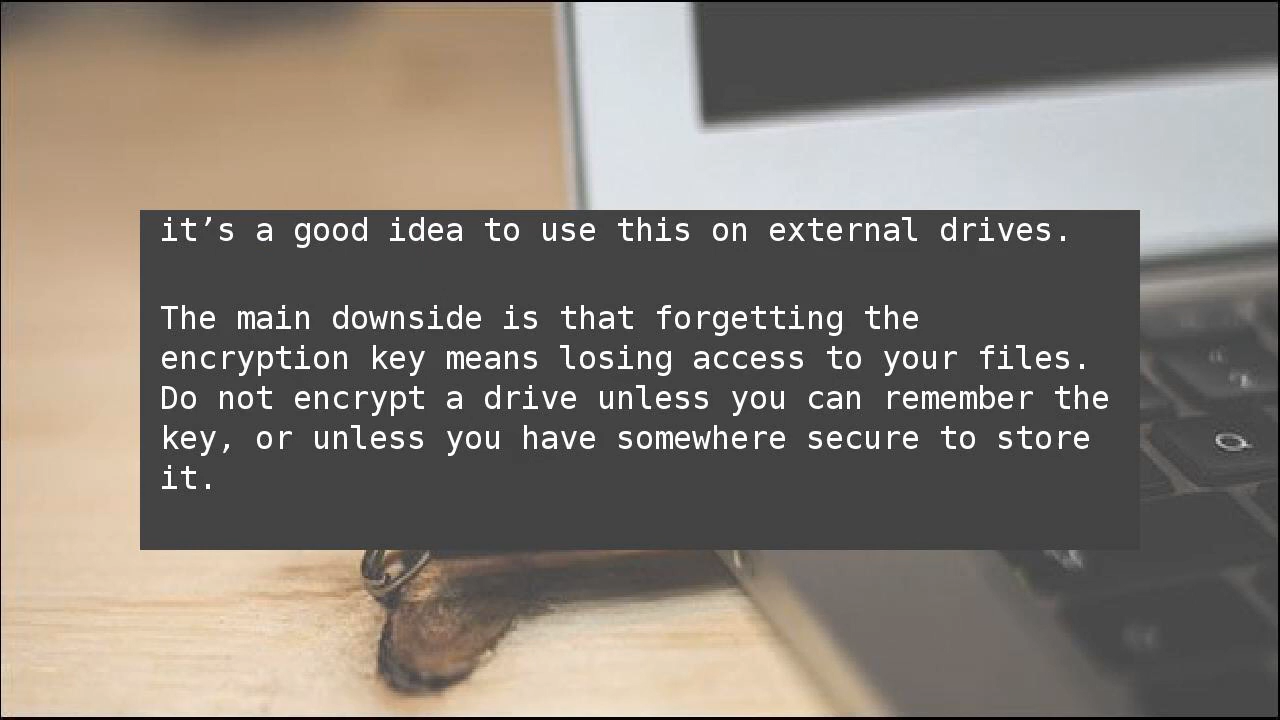 it’s a good idea to use this on external drives.
The main downside is that forgetting the
encryption key means losing access to your files.
Do not encrypt a drive unless you can remember the
key, or unless you have somewhere secure to store
it.